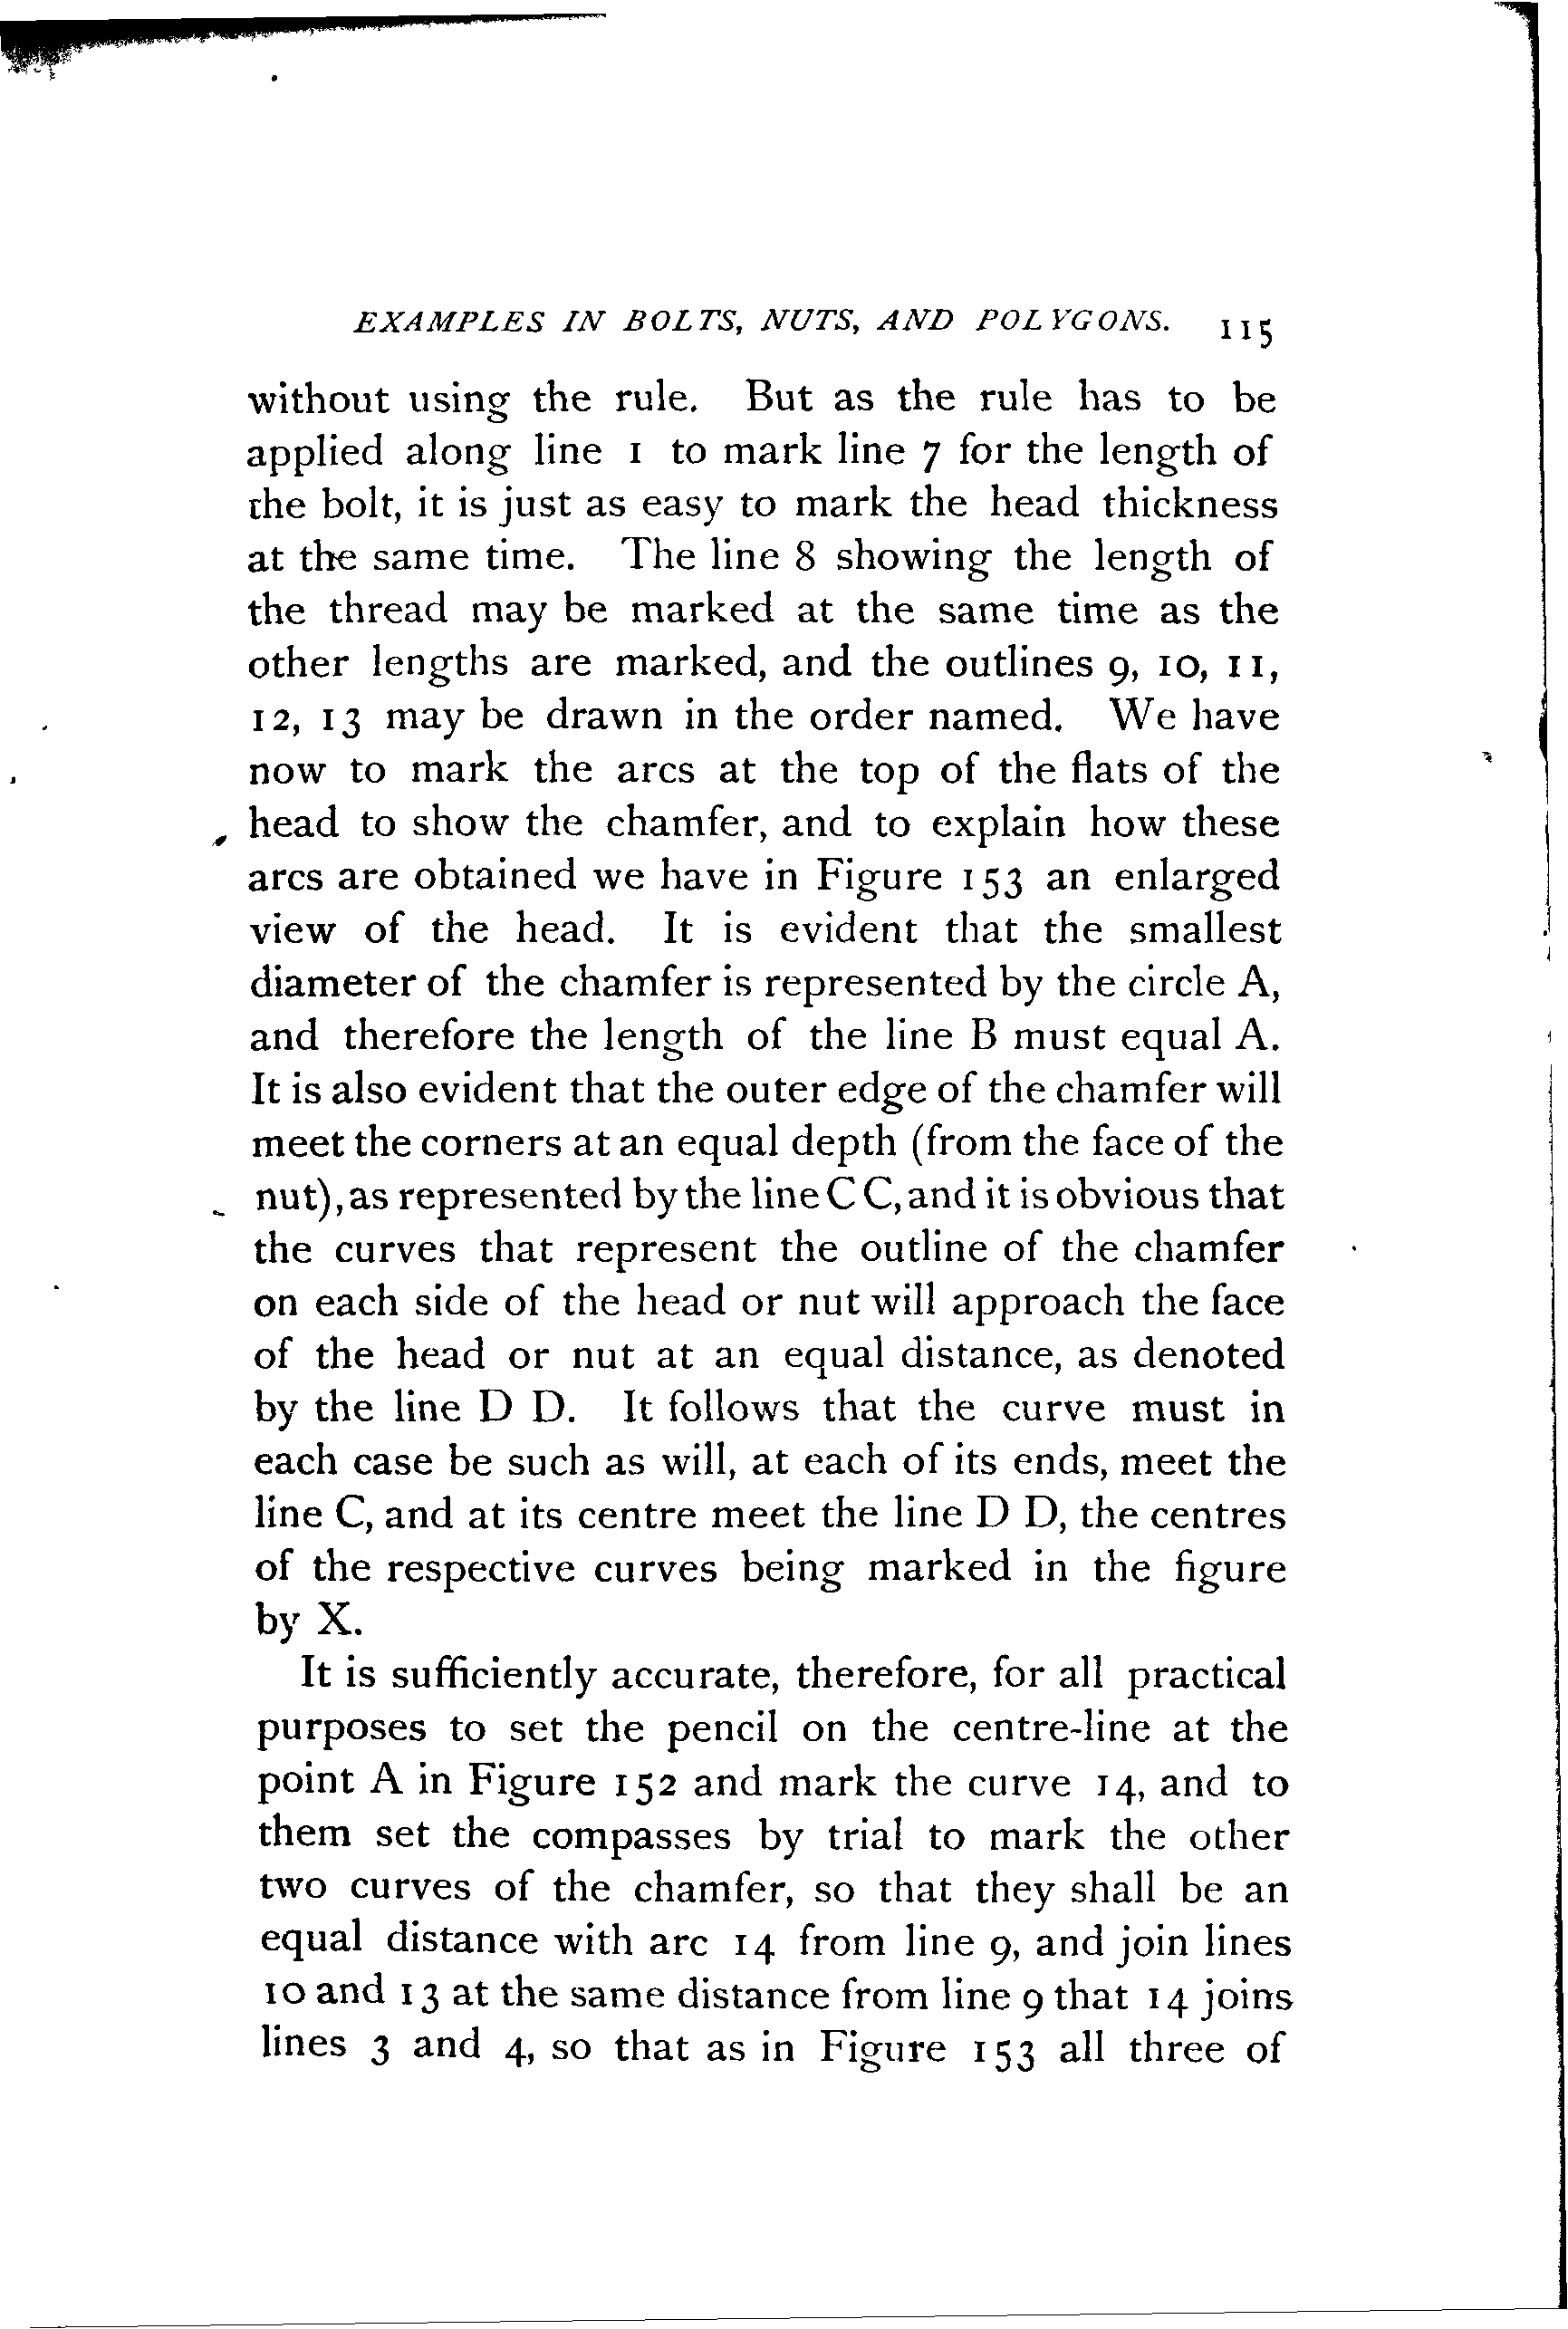 EXAMPLES IN BOLTS, NUTS, AND POLYGONS. 115
without using the rule. But as the rule has to be
applied along line 1 to mark line 7 for the length of
the bolt, it is just as easy to mark the head thickness
at the same time. The line 8 showing the length of
the thread may be marked at the same time as the
other lengths are marked, and the outlines 9, 10, 11,
12, 13 may be drawn in the order named. We have
now to mark the arcs at the top of the flats of the
head to show the chamfer, and to explain how these
arcs are obtained we have in Figure 153 an enlarged
view of the head. It is evident that the smallest
diameter of the chamfer is represented by the circle A,
and therefore the length of the line B must equal A.
It is also evident that the outer edge of the chamfer will
meet the corners at an equal depth (from the face of the
nut), as represented by the line C C, and it is obvious that
the curves that represent the outline of the chamfer
on each side of the head or nut will approach the face
of the head or nut at an equal distance, as denoted
by the line D D. It follows that the curve must in
each case be such as will, at each of its ends, meet the
line C, and at its centre meet the line D D, the centres
of the respective curves being marked in the figure
by X.
It is sufficiently accurate, therefore, for all practical
purposes to set the pencil on the centre-line at the
point A in Figure 152 and mark the curve 14, and to
them set the compasses by trial to mark the other
two curves of the chamfer, so that they shall be an
equal distance with arc 14 from line 9, and join lines
10 and 13 at the same distance from line 9 that 14 joins
lines 3 and 4, so that as in Figure 153 all three of